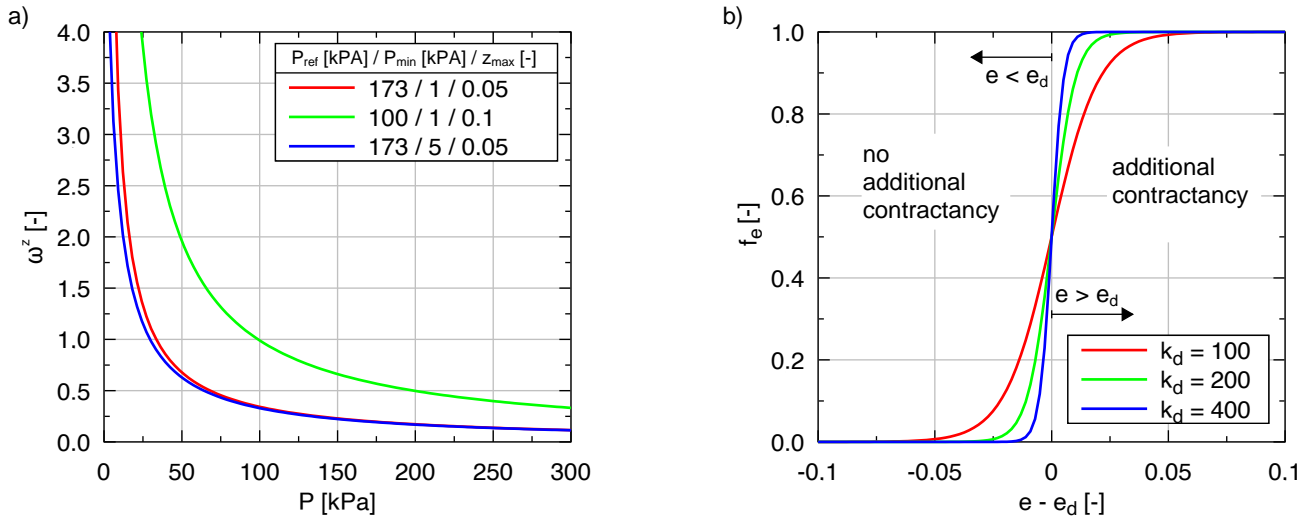 a)
4.0
3.5
3.0
2.5
2.0
1.5
1.0
0.5
0.0
ω^z [-]
P_ref [kPA] / P_min [kPA] / z_max [-]
173 / 1 / 0.05
100 / 1 / 0.1
173 / 5 / 0.05
0 50 100 150 200 250 300
P [kPa]
b)
1.0
0.8
0.6
0.4
0.2
0.0
f_e [-]
e < e_d
no
additional
contractancy
additional
contractancy
e > e_d
k_d = 100
k_d = 200
k_d = 400
-0.1 -0.05 0 0.05 0.1
e - e_d [-]